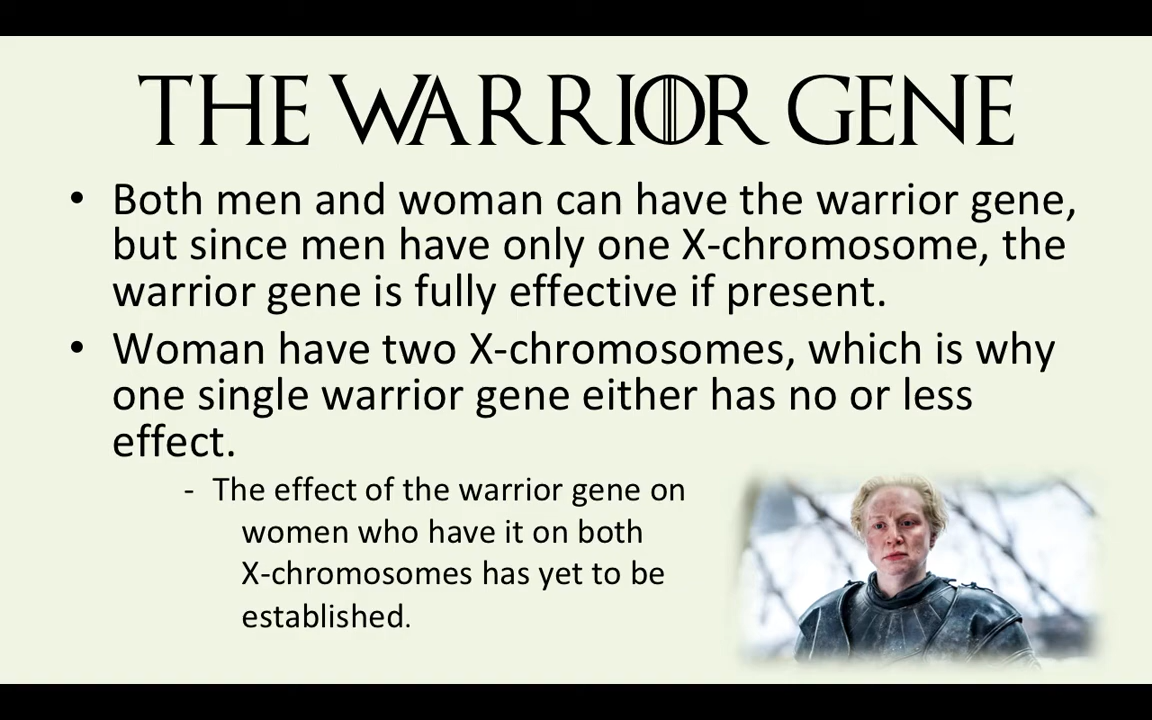 THE WARRIOR GENE
• Both men and woman can have the warrior gene,
but since men have only one X-chromosome, the
warrior gene is fully effective if present.
• Woman have two X-chromosomes, which is why
one single warrior gene either has no or less
effect.
- The effect of the warrior gene on
women who have it on both
X-chromosomes has yet to be
established.